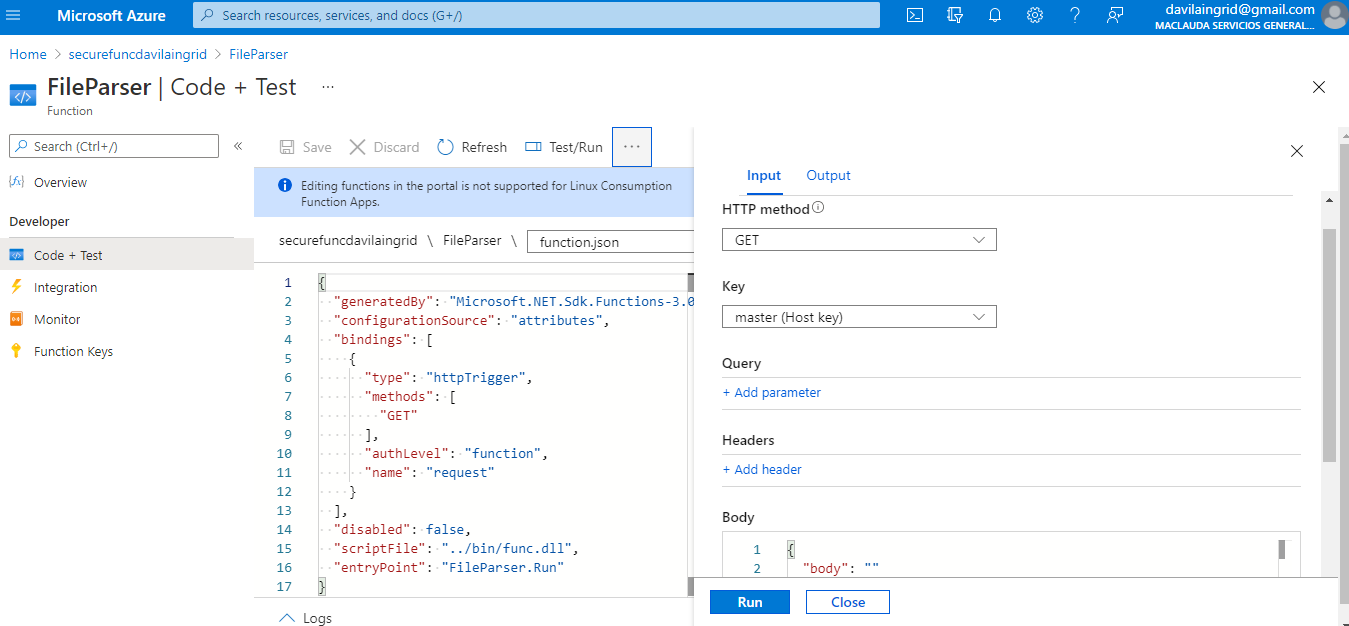 Microsoft Azure
Search resources, services, and docs (G+/)
davilaingrid@gmail.com
MACLAUDA SERVICIOS GENERAL...
Home > securefuncdavilaingrid > FileParser
FileParser | Code + Test ...
Function
Search (Ctrl+/)
«
Overview
Developer
Code + Test
Integration
Monitor
Function Keys
Save
Discard
Refresh
Test/Run
...
Editing functions in the portal is not supported for Linux Consumption
Function Apps.
securefuncdavilaingrid \ FileParser \ function.json
1 {
2 "generatedBy": "Microsoft.NET.Sdk.Functions-3.0
3 "configurationSource": "attributes",
4 "bindings": [
5 {
6 "type": "httpTrigger",
7 "methods": [
8 "GET"
9 ],
10 "authLevel": "function",
11 "name": "request"
12 }
13 ],
14 "disabled": false,
15 "scriptFile": "../bin/func.dll",
16 "entryPoint": "FileParser.Run"
17 }
Logs
Input
Output
HTTP method
GET
Key
master (Host key)
Query
+ Add parameter
Headers
+ Add header
Body
1 {
2 "body": ""
Run
Close